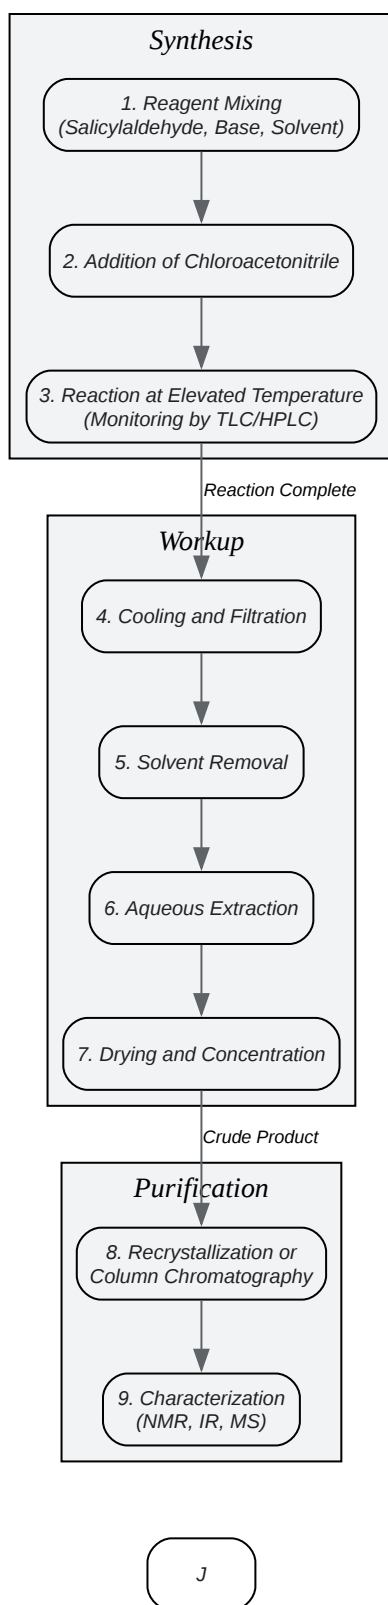 Synthesis
1. Reagent Mixing
(Salicylaldehyde, Base, Solvent)
2. Addition of Chloroacetonitrile
3. Reaction at Elevated Temperature
(Monitoring by TLC/HPLC)
Reaction Complete
Workup
4. Cooling and Filtration
5. Solvent Removal
6. Aqueous Extraction
7. Drying and Concentration
Crude Product
Purification
8. Recrystallization or
Column Chromatography
9. Characterization
(NMR, IR, MS)
J